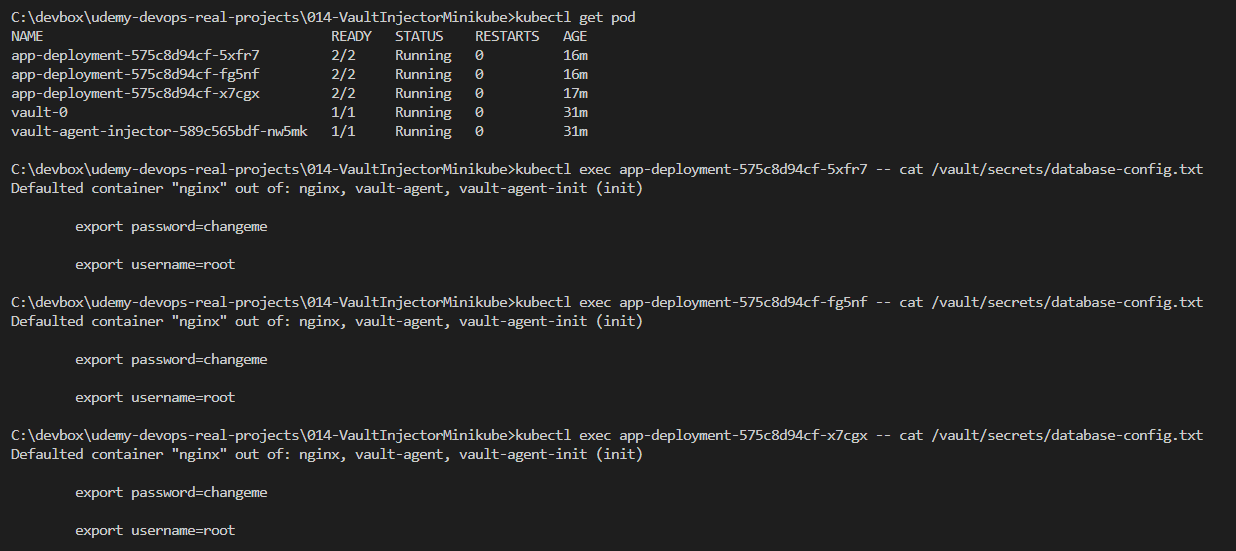 C:\devbox\udemy-devops-real-projects\014-VaultInjectorMinikube>kubectl get pod
NAME READY STATUS RESTARTS AGE
app-deployment-575c8d94cf-5xfr7 2/2 Running 0 16m
app-deployment-575c8d94cf-fg5nf 2/2 Running 0 16m
app-deployment-575c8d94cf-x7cgx 2/2 Running 0 17m
vault-0 1/1 Running 0 31m
vault-agent-injector-589c565bdf-nw5mk 1/1 Running 0 31m
C:\devbox\udemy-devops-real-projects\014-VaultInjectorMinikube>kubectl exec app-deployment-575c8d94cf-5xfr7 -- cat /vault/secrets/database-config.txt
Defaulted container "nginx" out of: nginx, vault-agent, vault-agent-init (init)
export password=changeme
export username=root
C:\devbox\udemy-devops-real-projects\014-VaultInjectorMinikube>kubectl exec app-deployment-575c8d94cf-fg5nf -- cat /vault/secrets/database-config.txt
Defaulted container "nginx" out of: nginx, vault-agent, vault-agent-init (init)
export password=changeme
export username=root
C:\devbox\udemy-devops-real-projects\014-VaultInjectorMinikube>kubectl exec app-deployment-575c8d94cf-x7cgx -- cat /vault/secrets/database-config.txt
Defaulted container "nginx" out of: nginx, vault-agent, vault-agent-init (init)
export password=changeme
export username=root